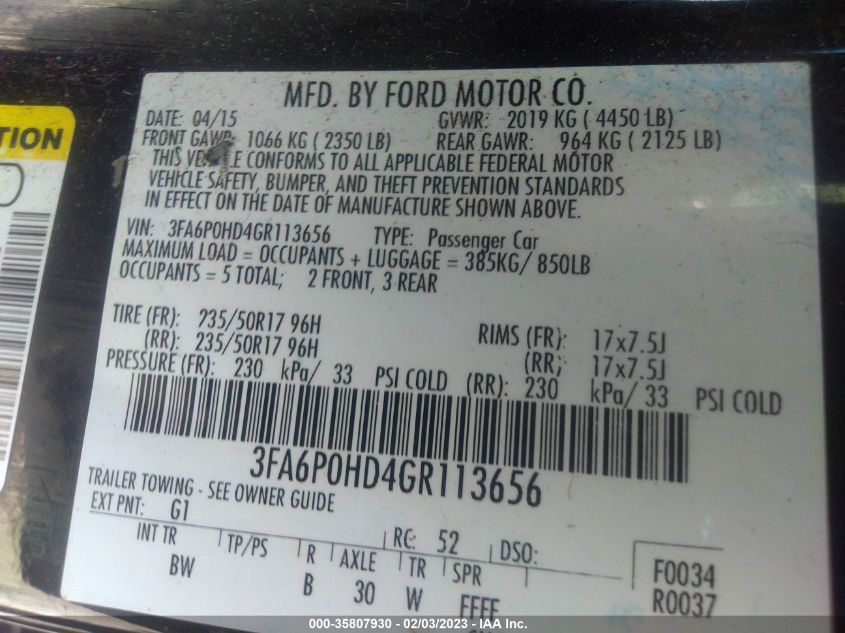 TION
MFD. BY FORD MOTOR CO.
DATE: 04/15 GVWR: 2019 KG ( 4450 LB)
FRONT GAWR: 1066 KG ( 2350 LB) REAR GAWR: 964 KG ( 2125 LB)
THIS CONFORMS TO ALL APPLICABLE FEDERAL MOTOR
VEHICLE SAFETY, BUMPER, AND THEFT PREVENTION STANDARDS
IN EFFECT ON THE DATE OF MANUFACTURE SHOWN ABOVE.
VIN: 3FA6P0HD4GR113656 TYPE: Passenger Car
MAXIMUM LOAD = OCCUPANTS + LUGGAGE = 385KG/ 850LB
OCCUPANTS = 5 TOTAL; 2 FRONT, 3 REAR
TIRE (FR): 235/50R17 96H RIMS (FR): 17x7.5J
(RR): 235/50R17 96H (RR): 17x7.5J
PRESSURE (FR): 230 kPa/ 33 PSI COLD (RR): 230 kPa/ 33 PSI COLD
3FA6P0HD4GR113656
TRAILER TOWING - SEE OWNER GUIDE
EXT PNT: G1 RC: 52 DSO:
INT TR TP/PS R AXLE TR SPR
BW B 30 W FFFF
F0034
R0037
000-35807930 - 02/03/2023 - © IAA Inc.